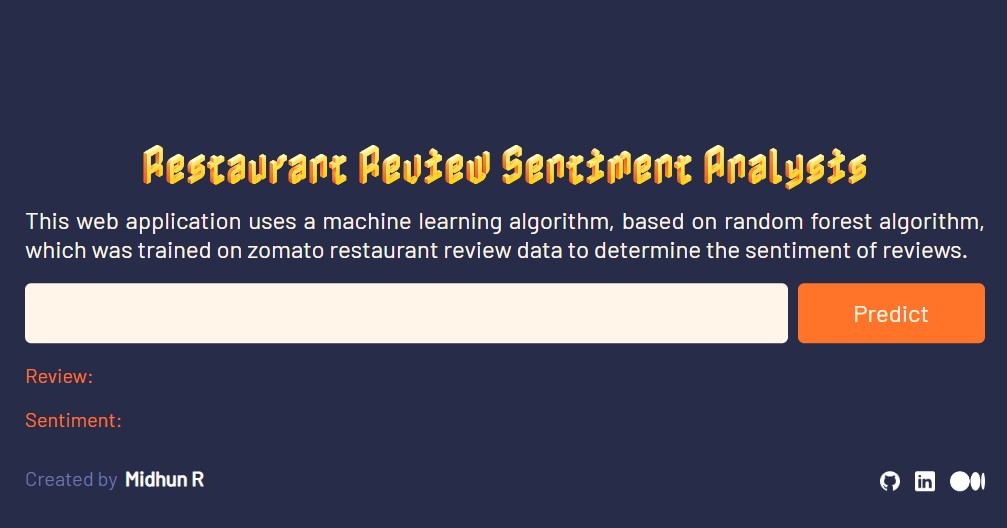 Restaurant Review Sentiment Analysis
This web application uses a machine learning algorithm, based on random forest algorithm,
which was trained on zomato restaurant review data to determine the sentiment of reviews.
Predict
Review:
Sentiment:
Created by Midhun R
in